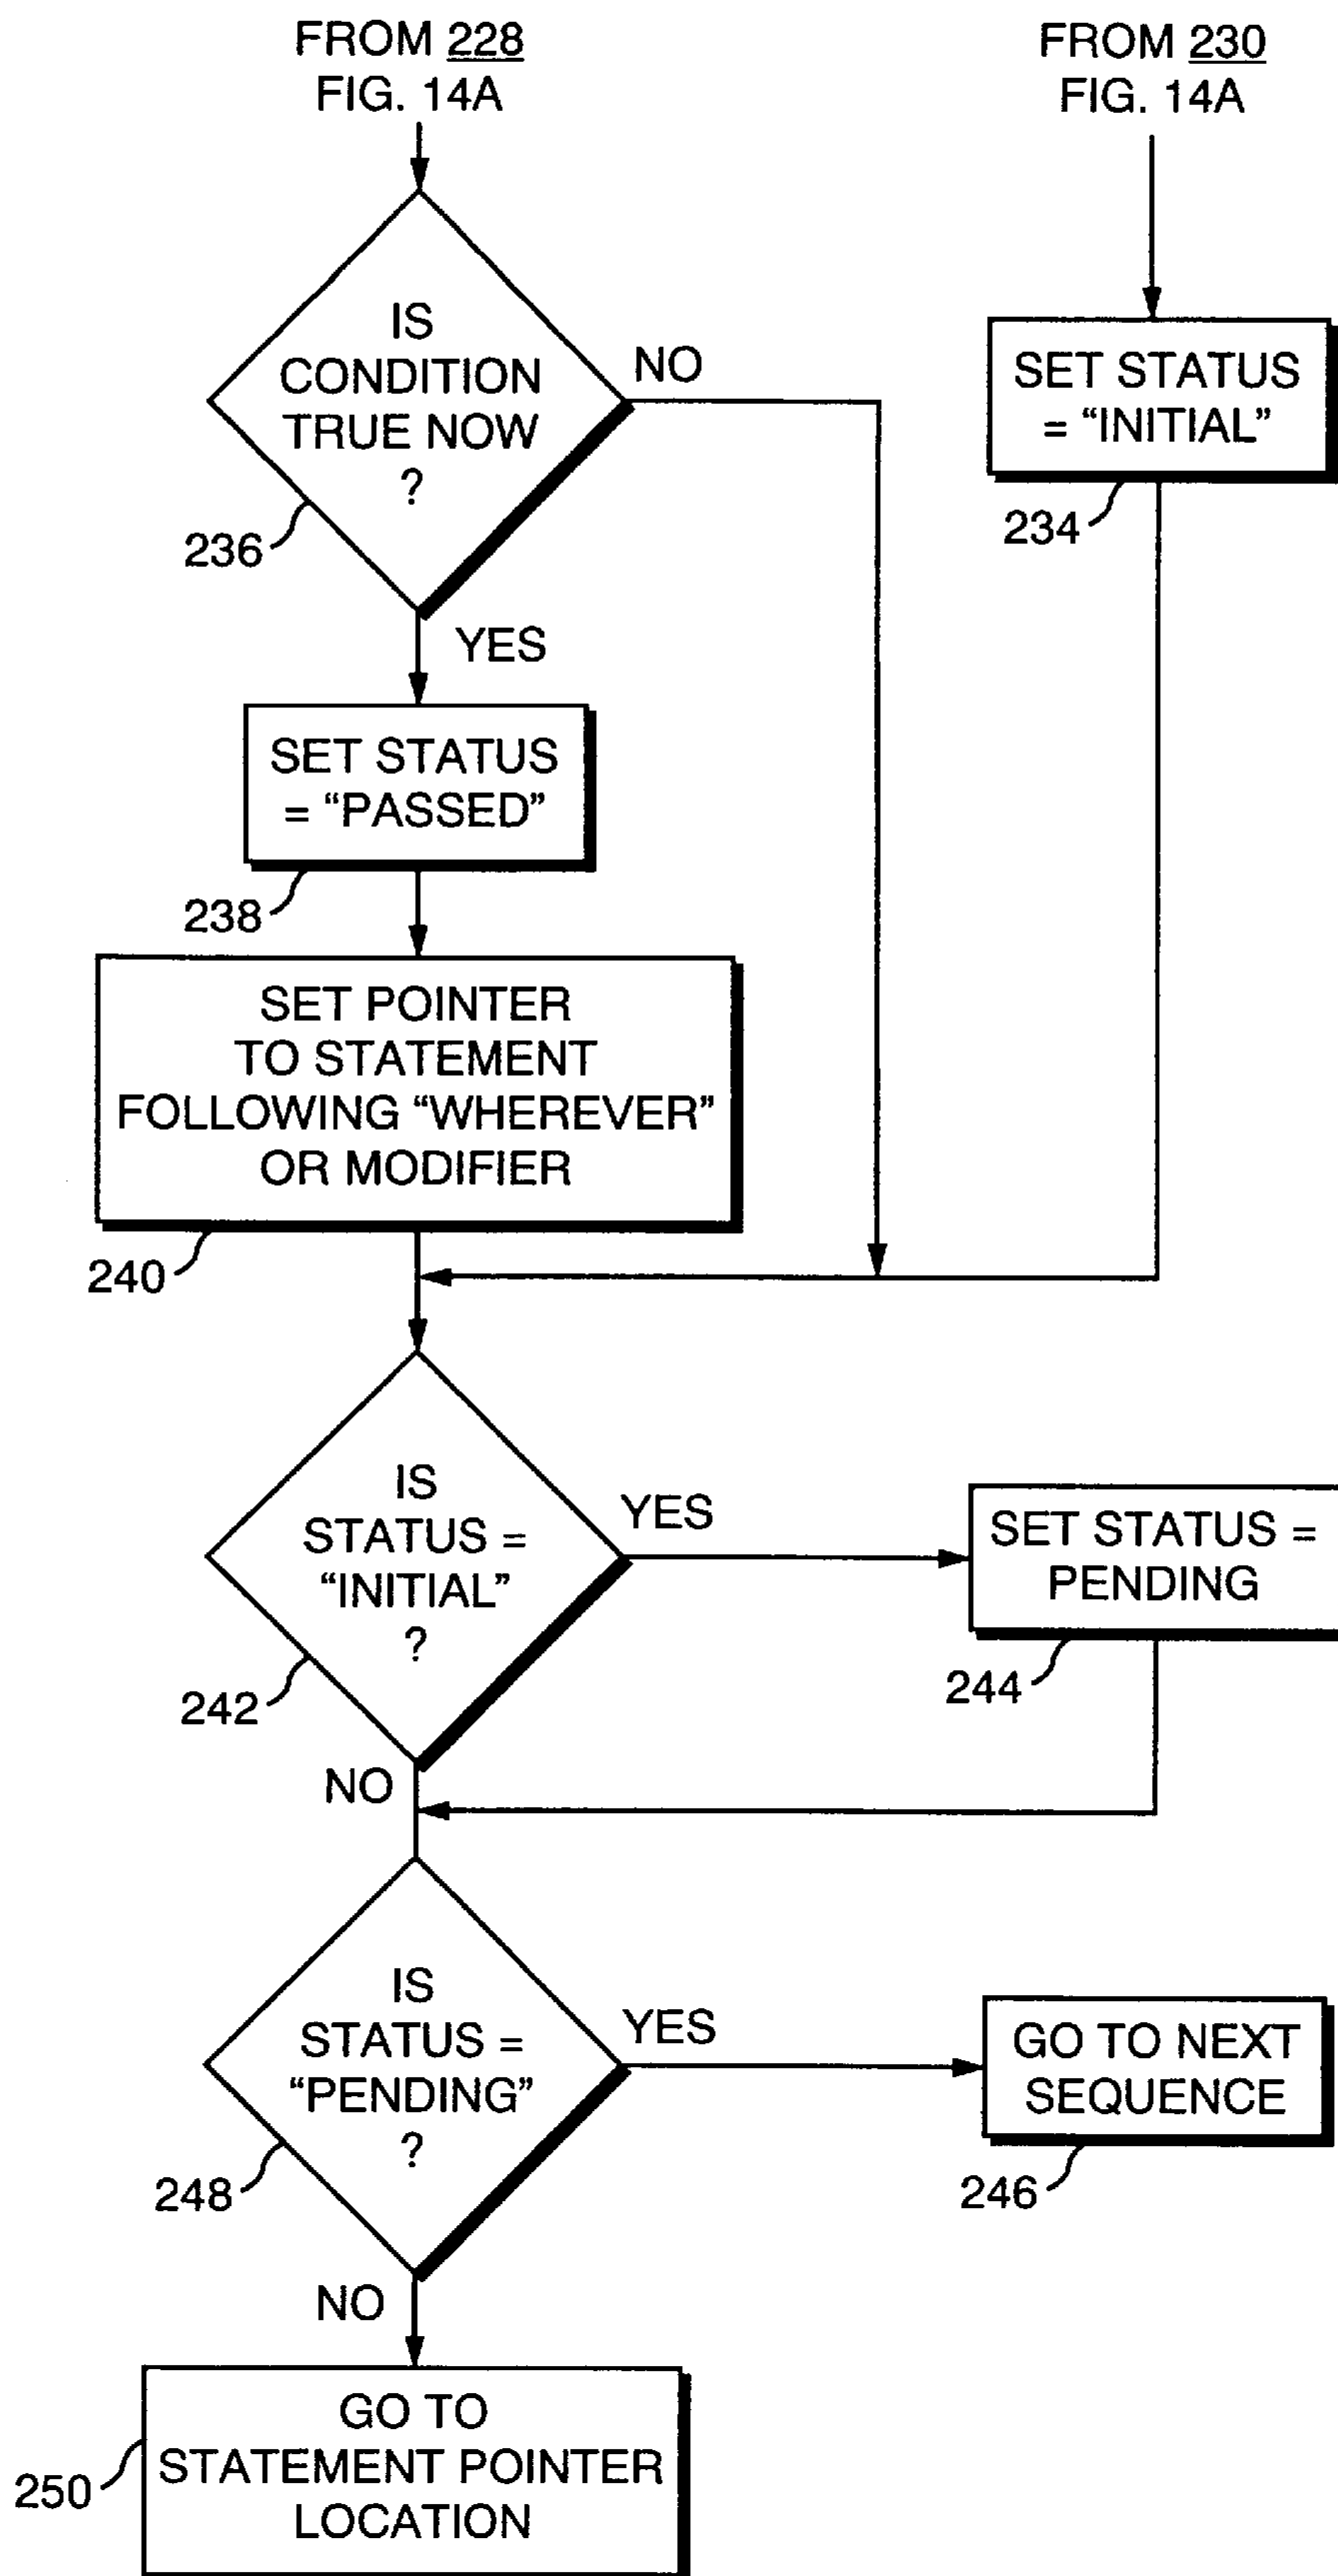 FROM 228
FIG. 14A
FROM 230
FIG. 14A
IS
CONDITION
TRUE NOW
?
NO
236
YES
SET STATUS
= “INITIAL”
234
SET STATUS
= “PASSED”
238
SET POINTER
TO STATEMENT
FOLLOWING “WHEREVER”
OR MODIFIER
240
IS
STATUS =
“INITIAL”
?
YES
242
NO
SET STATUS =
PENDING
244
IS
STATUS =
“PENDING”
?
YES
248
NO
GO TO NEXT
SEQUENCE
246
GO TO
STATEMENT POINTER
LOCATION
250